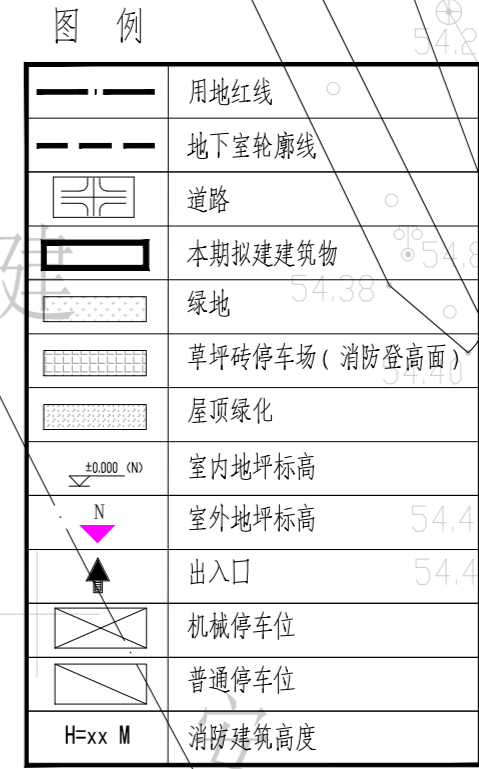 图 例
54.2
用地红线
地下室轮廓线
道路
建
本期拟建建筑物
54.8
绿地
54.38
草坪砖停车场(消防登高面)
54.40
屋顶绿化
±0.000 (N) 室内地坪标高
N 室外地坪标高
54.4
出入口
54.4
机械停车位
普通停车位
H=xx M 消防建筑高度